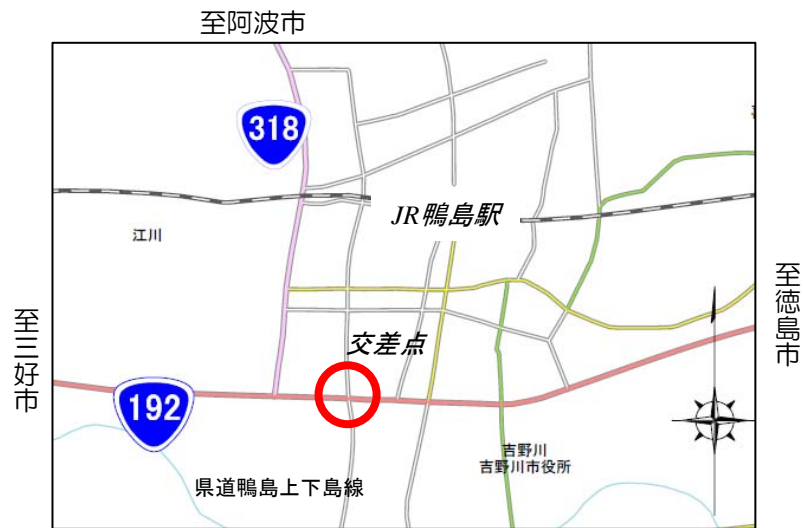 至阿波市
318
JR鴨島駅
江川
至三好市
至徳島市
交差点
192
吉野川
吉野川市役所
県道鴨島上下島線